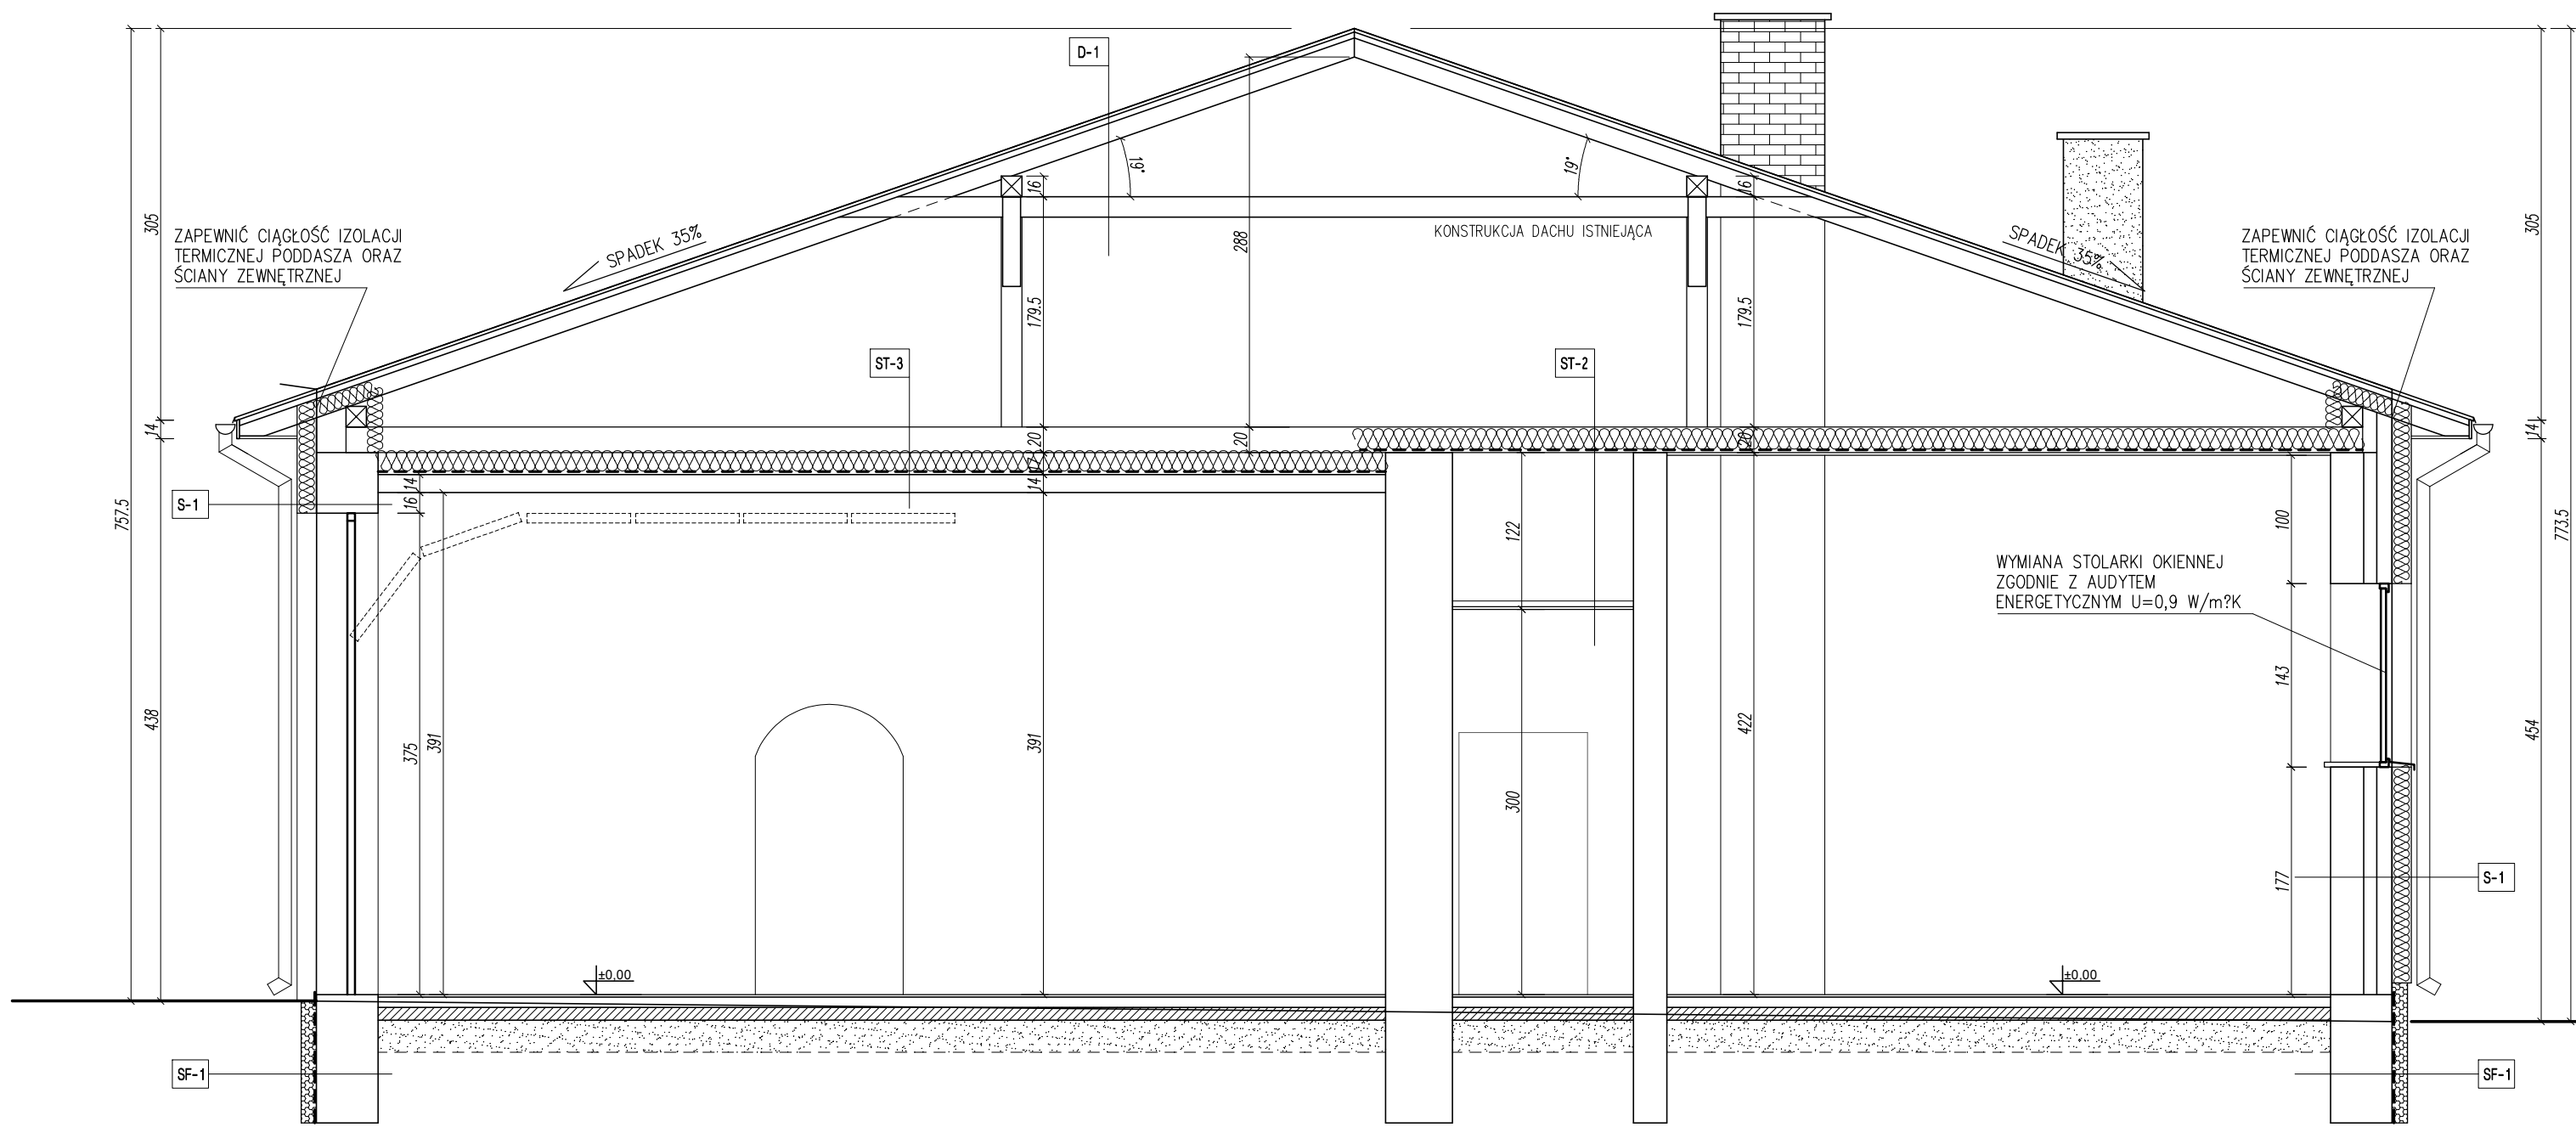 D-1
305
ZAPEWNIĆ CIĄGŁOŚĆ IZOLACJI
TERMICZNEJ PODDASZA ORAZ
ŚCIANY ZEWNĘTRZNEJ
SPADEK 35%
19°
19°
16
16
288
KONSTRUKCJA DACHU ISTNIEJĄCA
SPADEK 35%
ZAPEWNIĆ CIĄGŁOŚĆ IZOLACJI
TERMICZNEJ PODDASZA ORAZ
ŚCIANY ZEWNĘTRZNEJ
305
179.5
179.5
ST-3
ST-2
14
20
20
20
14
17
14
14
16
S-1
757.5
122
100
773.5
WYMIANA STOLARKI OKIENNEJ
ZGODNIE Z AUDYTEM
ENERGETYCZNYM U=0,9 W/m?K
143
438
375
391
391
422
454
300
177
S-1
±0,00
±0,00
SF-1
SF-1